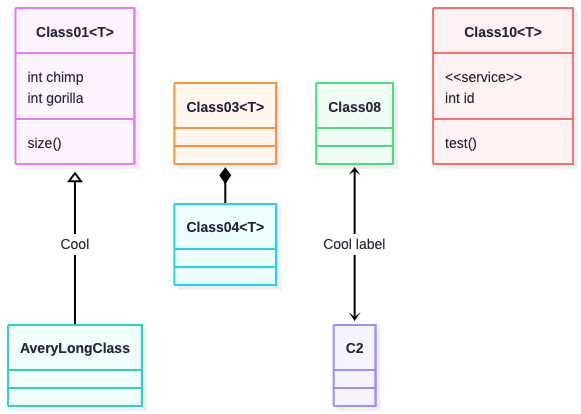 Class01<T>
int chimp
int gorilla
size()
Class03<T>
Class08
Class10<T>
<<service>>
int id
test()
Class04<T>
Cool
Cool label
AveryLongClass
C2